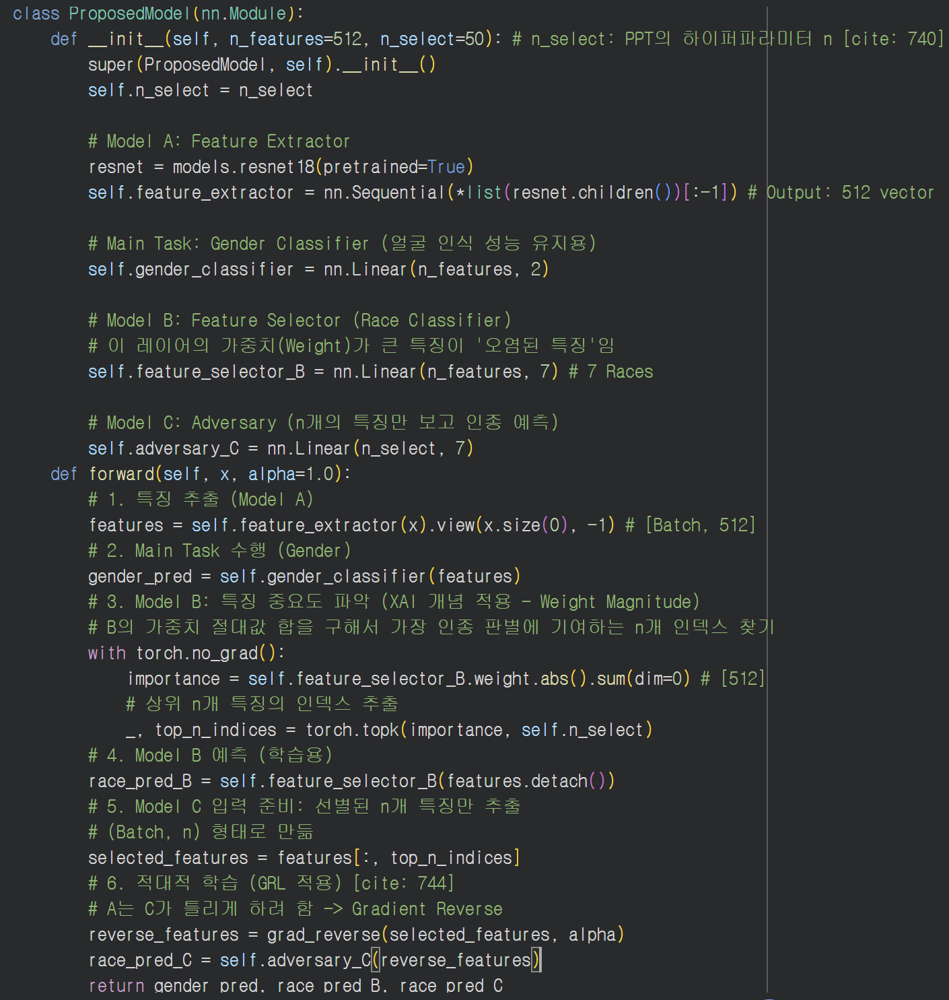 class ProposedModel(nn.Module):
    def __init__(self, n_features=512, n_select=50): # n_select: PPT의 하이퍼파라미터 n [cite: 740]
        super(ProposedModel, self).__init__()
        self.n_select = n_select

        # Model A: Feature Extractor
        resnet = models.resnet18(pretrained=True)
        self.feature_extractor = nn.Sequential(*list(resnet.children())[:-1]) # Output: 512 vector

        # Main Task: Gender Classifier (얼굴 인식 성능 유지용)
        self.gender_classifier = nn.Linear(n_features, 2)

        # Model B: Feature Selector (Race Classifier)
        # 이 레이어의 가중치(Weight)가 큰 특징이 '오염된 특징'임
        self.feature_selector_B = nn.Linear(n_features, 7) # 7 Races

        # Model C: Adversary (n개의 특징만 보고 인종 예측)
        self.adversary_C = nn.Linear(n_select, 7)
    def forward(self, x, alpha=1.0):
        # 1. 특징 추출 (Model A)
        features = self.feature_extractor(x).view(x.size(0), -1) # [Batch, 512]
        # 2. Main Task 수행 (Gender)
        gender_pred = self.gender_classifier(features)
        # 3. Model B: 특징 중요도 파악 (XAI 개념 적용 - Weight Magnitude)
        # B의 가중치 절대값 합을 구해서 가장 인종 판별에 기여하는 n개 인덱스 찾기
        with torch.no_grad():
            importance = self.feature_selector_B.weight.abs().sum(dim=0) # [512]
            # 상위 n개 특징의 인덱스 추출
            _, top_n_indices = torch.topk(importance, self.n_select)
        # 4. Model B 예측 (학습용)
        race_pred_B = self.feature_selector_B(features.detach())
        # 5. Model C 입력 준비: 선별된 n개 특징만 추출
        # (Batch, n) 형태로 만듦
        selected_features = features[:, top_n_indices]
        # 6. 적대적 학습 (GRL 적용) [cite: 744]
        # A는 C가 틀리게 하려 함 -> Gradient Reverse
        reverse_features = grad_reverse(selected_features, alpha)
        race_pred_C = self.adversary_C(reverse_features)
        return gender_pred, race_pred_B, race_pred_C